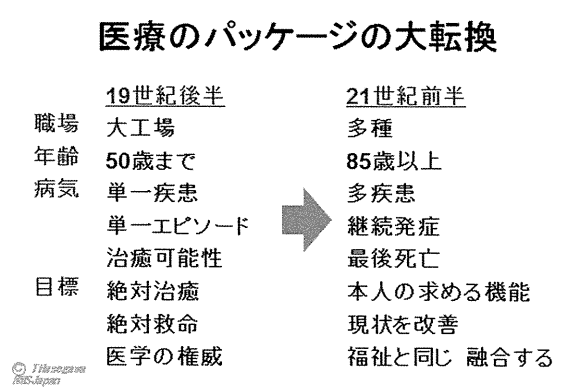 医療のパッケージの大転換
19世紀後半 21世紀前半
職場 大工場 多種
年齢 50歳まで 85歳以上
病気 単一疾患 多疾患
単一エピソード 継続発症
治癒可能性 最後死亡
目標 絶対治癒 本人の求める機能
絶対救命 現状を改善
医学の権威 福祉と同じ 融合する